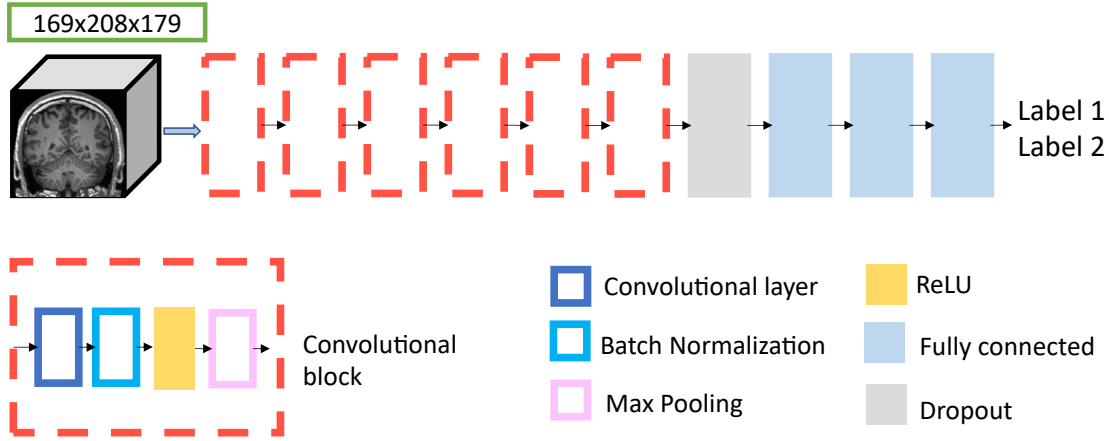 169x208x179
Label 1
Label 2
Convolutional
block
Convolutional layer
Batch Normalization
Max Pooling
ReLU
Fully connected
Dropout